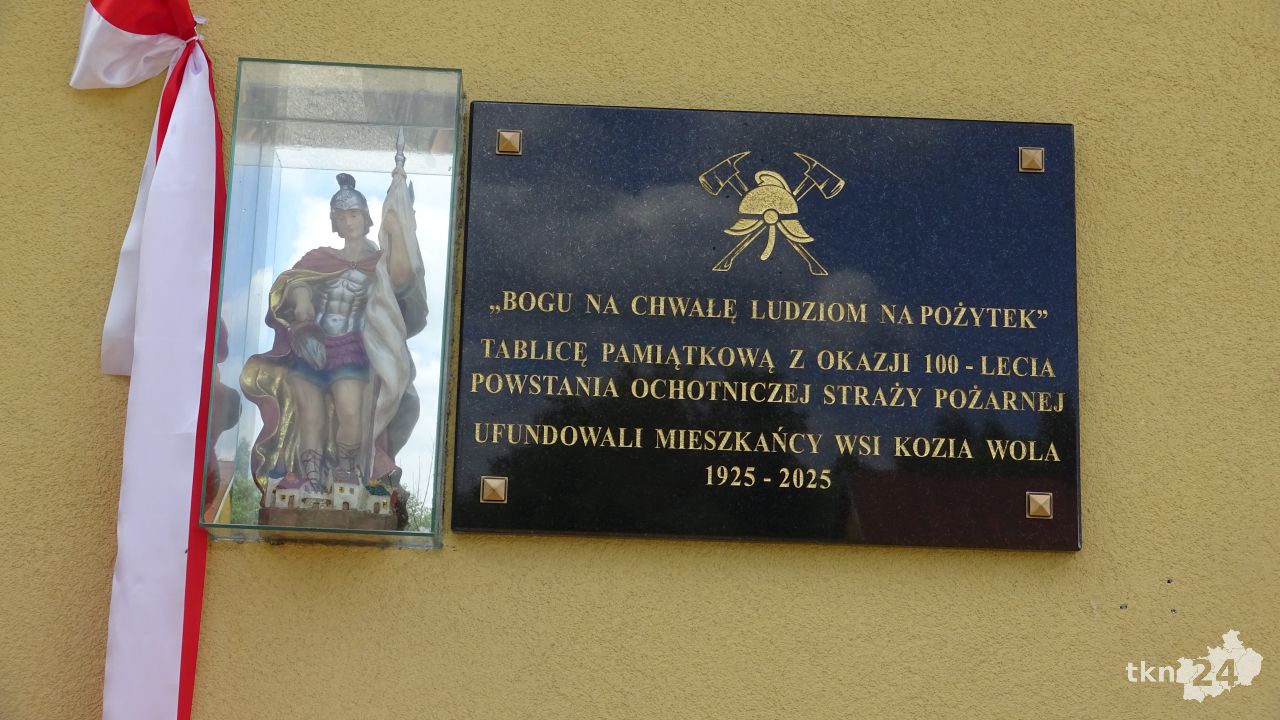 „BOGU NA CHWAŁĘ LUDZIOM NA POŻYTEK”
TABLICĘ PAMIĄTKOWĄ Z OKAZJI 100 - LECIA
POWSTANIA OCHOTNICZEJ STRAŻY POŻARNEJ
UFUNDOWALI MIESZKAŃCY WSI KOZIA WOLA
1925 - 2025
tkn24